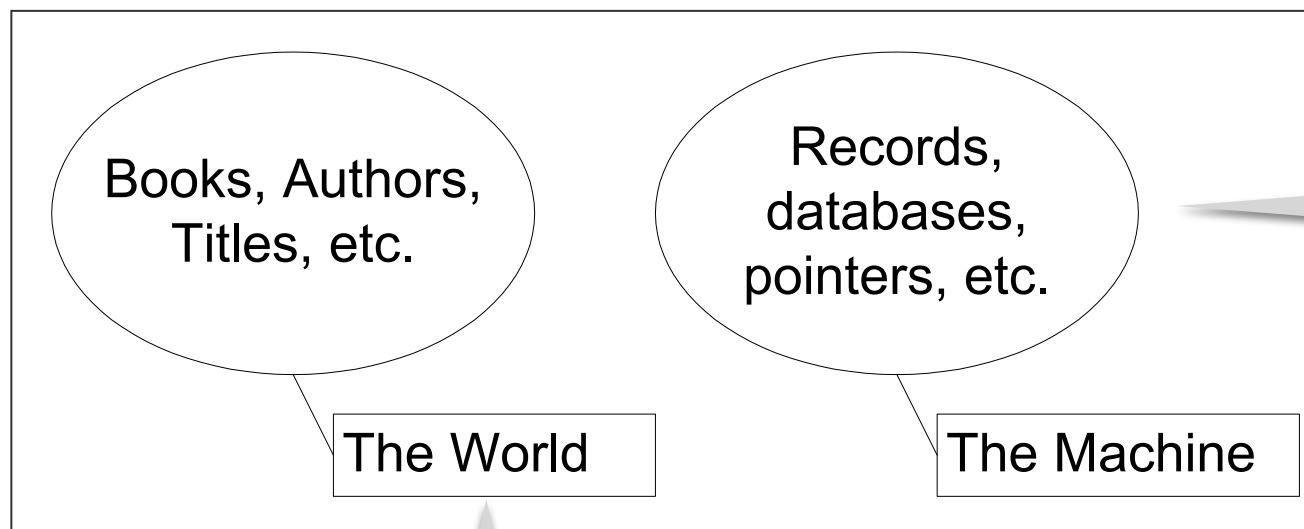 Books, Authors,
Titles, etc.
The World
Records,
databases,
pointers, etc.
The Machine